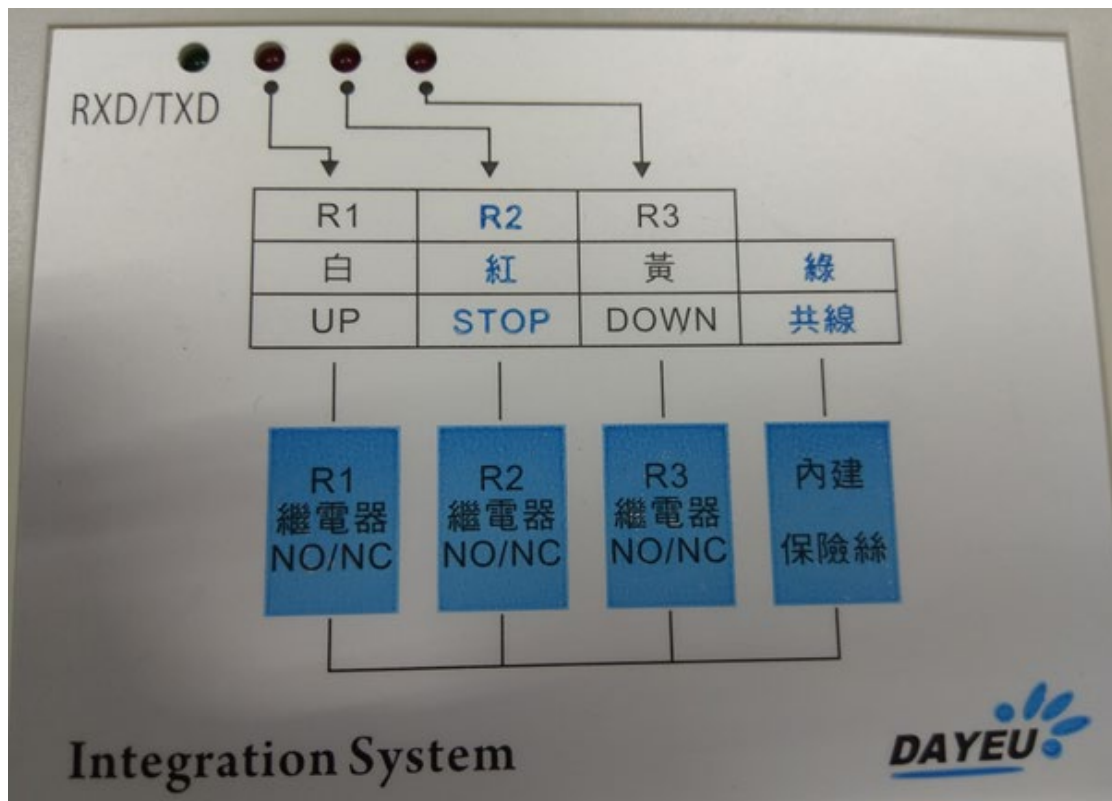 RXD/TXD
R1 R2 R3
白 紅 黃 綠
UP STOP DOWN 共線
R1 R2 R3 內建
繼電器 繼電器 繼電器
NO/NC NO/NC NO/NC 保險絲
Integration System
DAYEU